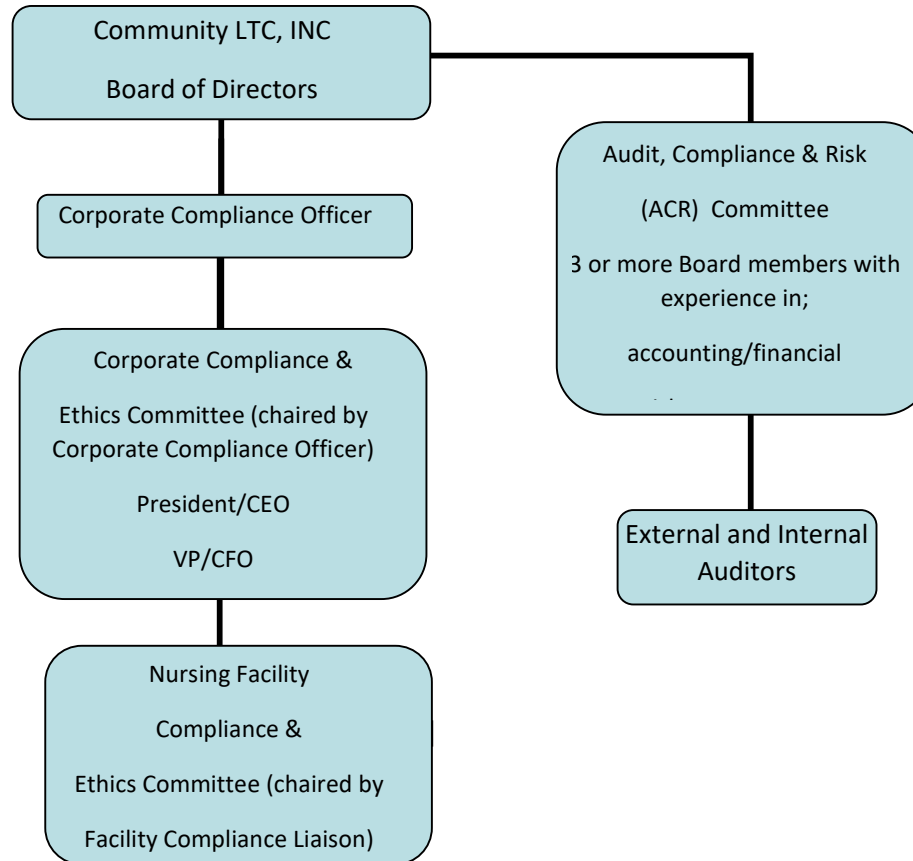 Community LTC, INC
Board of Directors
Corporate Compliance Officer
Corporate Compliance &
Ethics Committee (chaired by
Corporate Compliance Officer)
President/CEO
VP/CFO
Nursing Facility
Compliance &
Ethics Committee (chaired by
Facility Compliance Liaison)
Audit, Compliance & Risk
(ACR) Committee
3 or more Board members with
experience in;
accounting/financial
External and Internal
Auditors